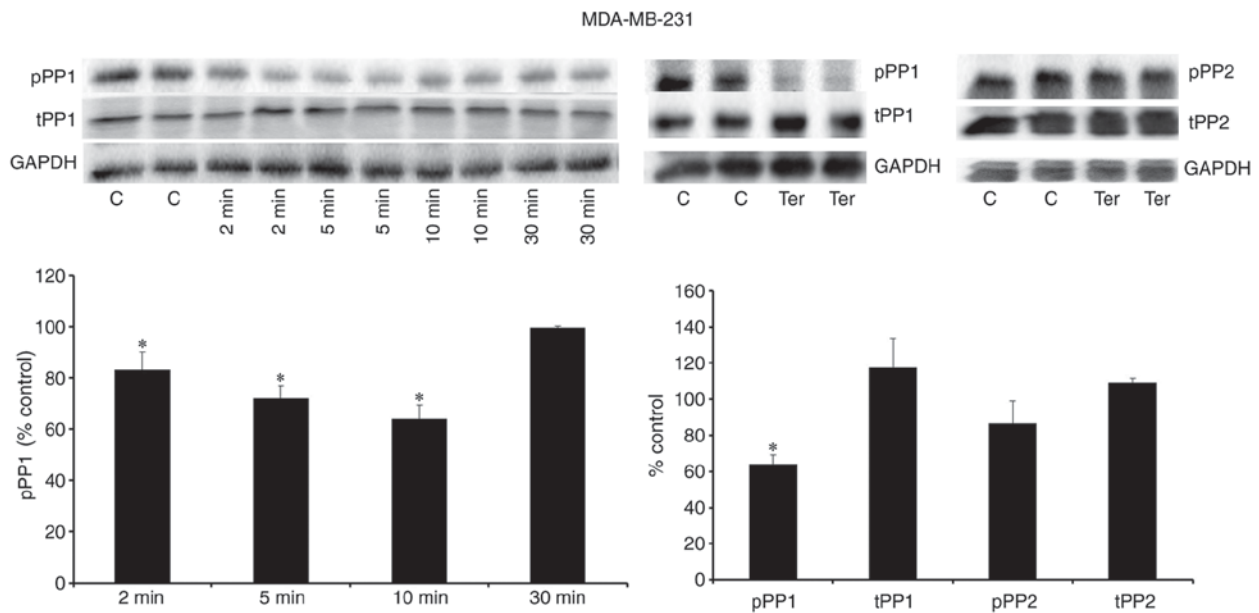 MDA-MB-231
pPP1
tPP1
GAPDH
C C 2 min 2 min 5 min 5 min 10 min 10 min 30 min 30 min
pPP1
tPP1
GAPDH
C C Ter Ter
pPP2
tPP2
GAPDH
C C Ter Ter
pPP1 (% control)
120
100
80
60
40
20
0
* * *
2 min 5 min 10 min 30 min
% control
160
140
120
100
80
60
40
20
0
*
pPP1 tPP1 pPP2 tPP2